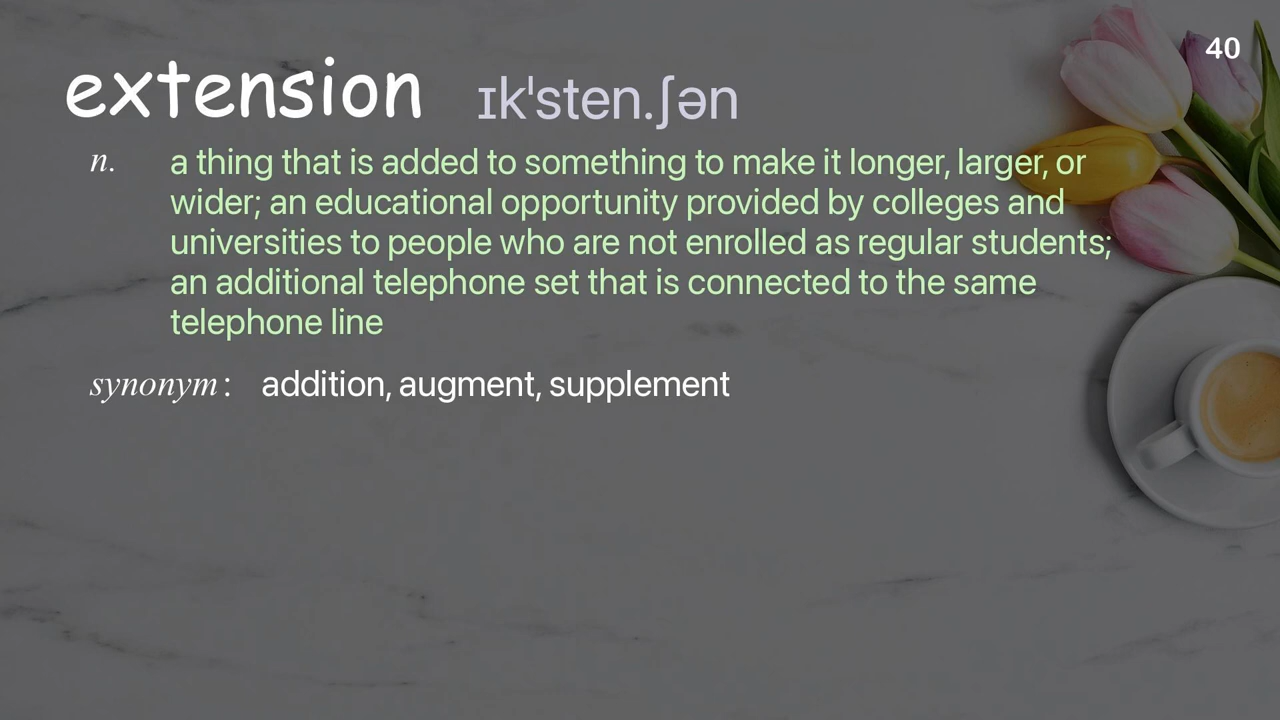 40
extension ɪkˈsten.ʃən
n. a thing that is added to something to make it longer, larger, or
wider; an educational opportunity provided by colleges and
universities to people who are not enrolled as regular students;
an additional telephone set that is connected to the same
telephone line
synonym: addition, augment, supplement